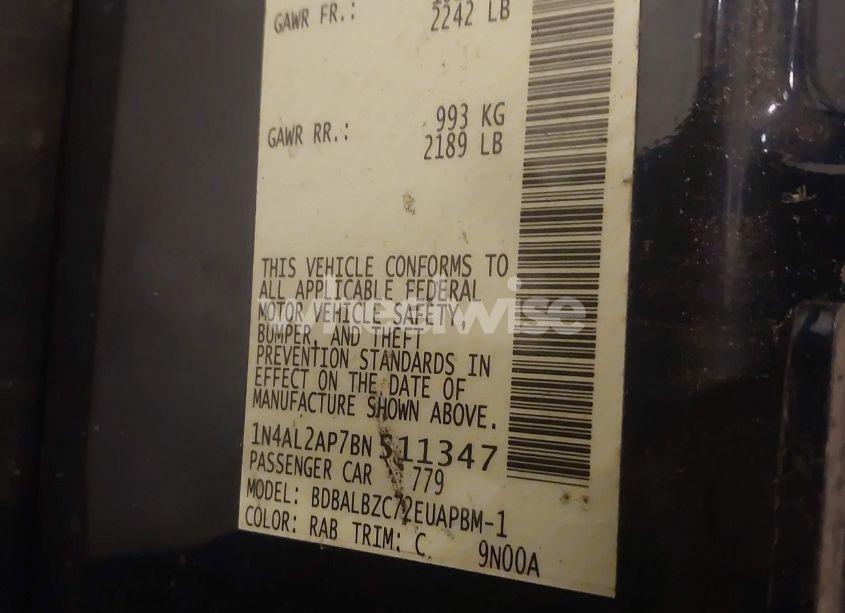 GAWR FR.: 2242 LB
993 KG
GAWR RR.: 2189 LB
THIS VEHICLE CONFORMS TO
ALL APPLICABLE FEDERAL
MOTOR VEHICLE SAFETY,
BUMPER, AND THEFT
PREVENTION STANDARDS IN
EFFECT ON THE DATE OF
MANUFACTURE SHOWN ABOVE.
1N4AL2AP7BN511347
PASSENGER CAR 779
MODEL: BDBALBZC72EUAPBM-1
COLOR: RAB TRIM: C 9N00A
wheelwise